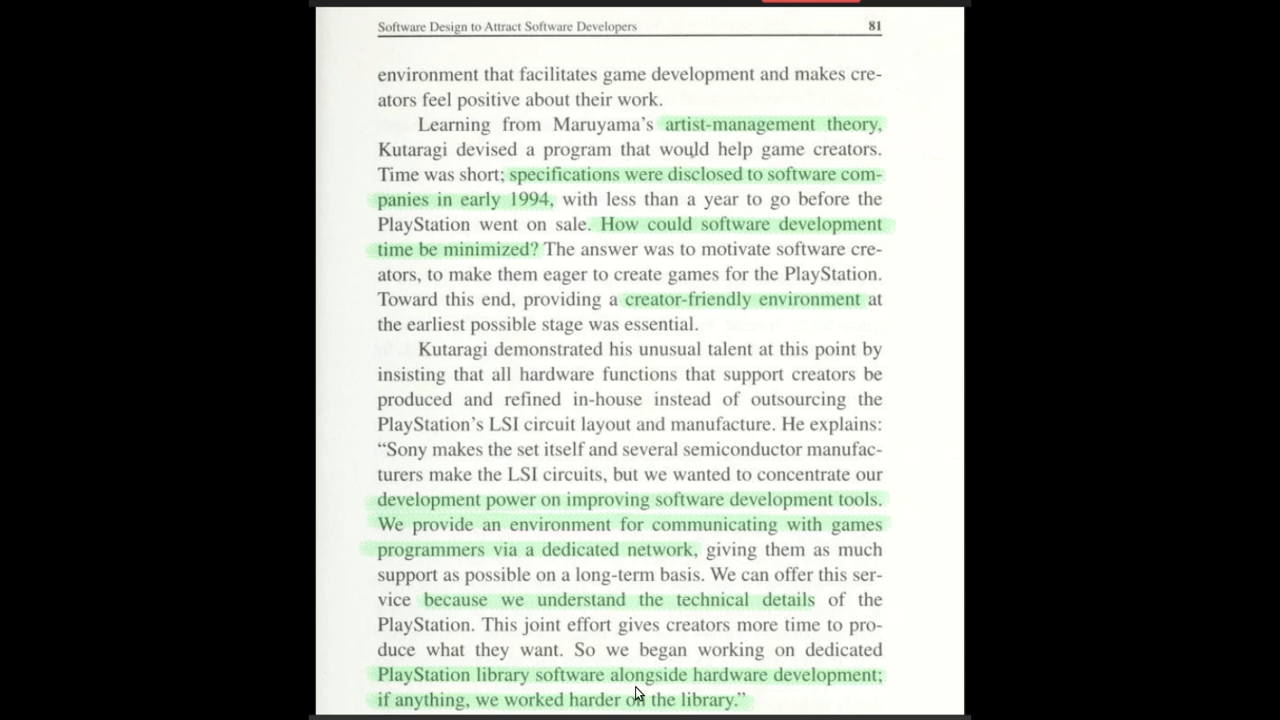 Software Design to Attract Software Developers 81
environment that facilitates game development and makes cre-
ators feel positive about their work.
Learning from Maruyama's artist-management theory,
Kutaragi devised a program that would help game creators.
Time was short; specifications were disclosed to software com-
panies in early 1994, with less than a year to go before the
PlayStation went on sale. How could software development
time be minimized? The answer was to motivate software cre-
ators, to make them eager to create games for the PlayStation.
Toward this end, providing a creator-friendly environment at
the earliest possible stage was essential.
Kutaragi demonstrated his unusual talent at this point by
insisting that all hardware functions that support creators be
produced and refined in-house instead of outsourcing the
PlayStation's LSI circuit layout and manufacture. He explains:
“Sony makes the set itself and several semiconductor manufac-
turers make the LSI circuits, but we wanted to concentrate our
development power on improving software development tools.
We provide an environment for communicating with games
programmers via a dedicated network, giving them as much
support as possible on a long-term basis. We can offer this ser-
vice because we understand the technical details of the
PlayStation. This joint effort gives creators more time to pro-
duce what they want. So we began working on dedicated
PlayStation library software alongside hardware development;
if anything, we worked harder on the library.”